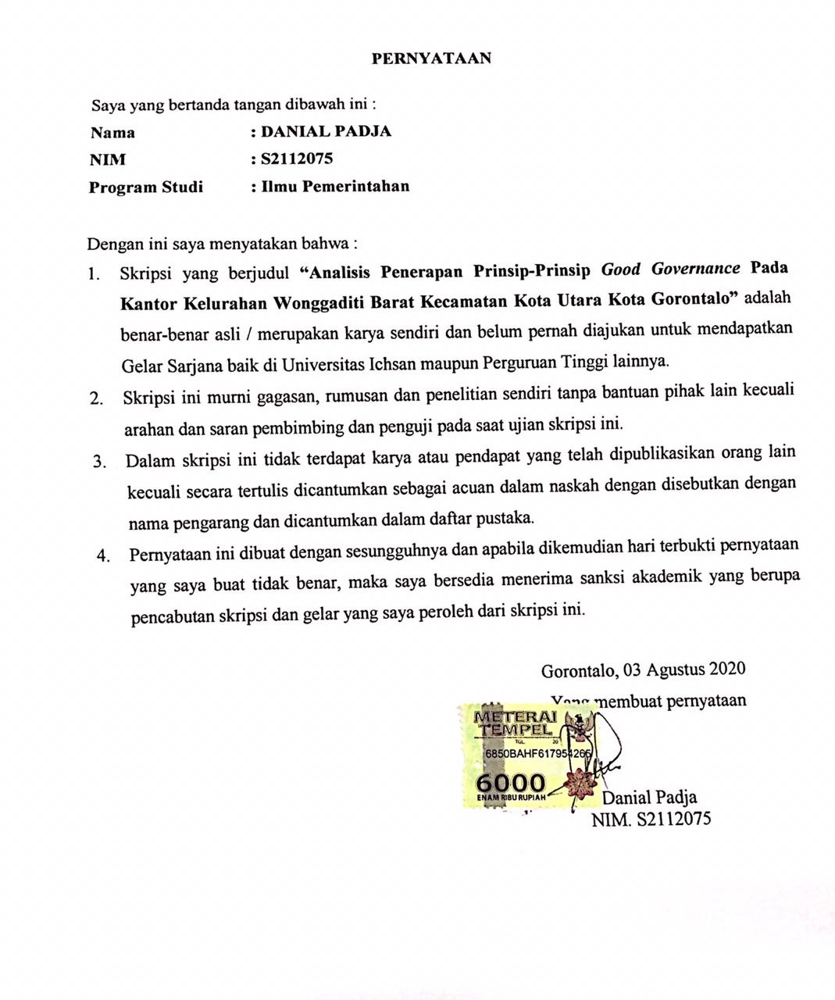 PERNYATAAN
Saya yang bertanda tangan dibawah ini :
Nama : DANIAL PADJA
NIM : S2112075
Program Studi : Ilmu Pemerintahan
Dengan ini saya menyatakan bahwa :
1. Skripsi yang berjudul “Analisis Penerapan Prinsip-Prinsip Good Governance Pada
Kantor Kelurahan Wonggaditi Barat Kecamatan Kota Utara Kota Gorontalo” adalah
benar-benar asli / merupakan karya sendiri dan belum pernah diajukan untuk mendapatkan
Gelar Sarjana baik di Universitas Ichsan maupun Perguruan Tinggi lainnya.
2. Skripsi ini murni gagasan, rumusan dan penelitian sendiri tanpa bantuan pihak lain kecuali
arahan dan saran pembimbing dan penguji pada saat ujian skripsi ini.
3. Dalam skripsi ini tidak terdapat karya atau pendapat yang telah dipublikasikan orang lain
kecuali secara tertulis dicantumkan sebagai acuan dalam naskah dengan disebutkan dengan
nama pengarang dan dicantumkan dalam daftar pustaka.
4. Pernyataan ini dibuat dengan sesungguhnya dan apabila dikemudian hari terbukti pernyataan
yang saya buat tidak benar, maka saya bersedia menerima sanksi akademik yang berupa
pencabutan skripsi dan gelar yang saya peroleh dari skripsi ini.
Gorontalo, 03 Agustus 2020
Yang membuat pernyataan
METERAI
TEMPEL
TGL. 20
6850BAHF617954266
6000
ENAM RIBU RUPIAH
Danial Padja
NIM. S2112075